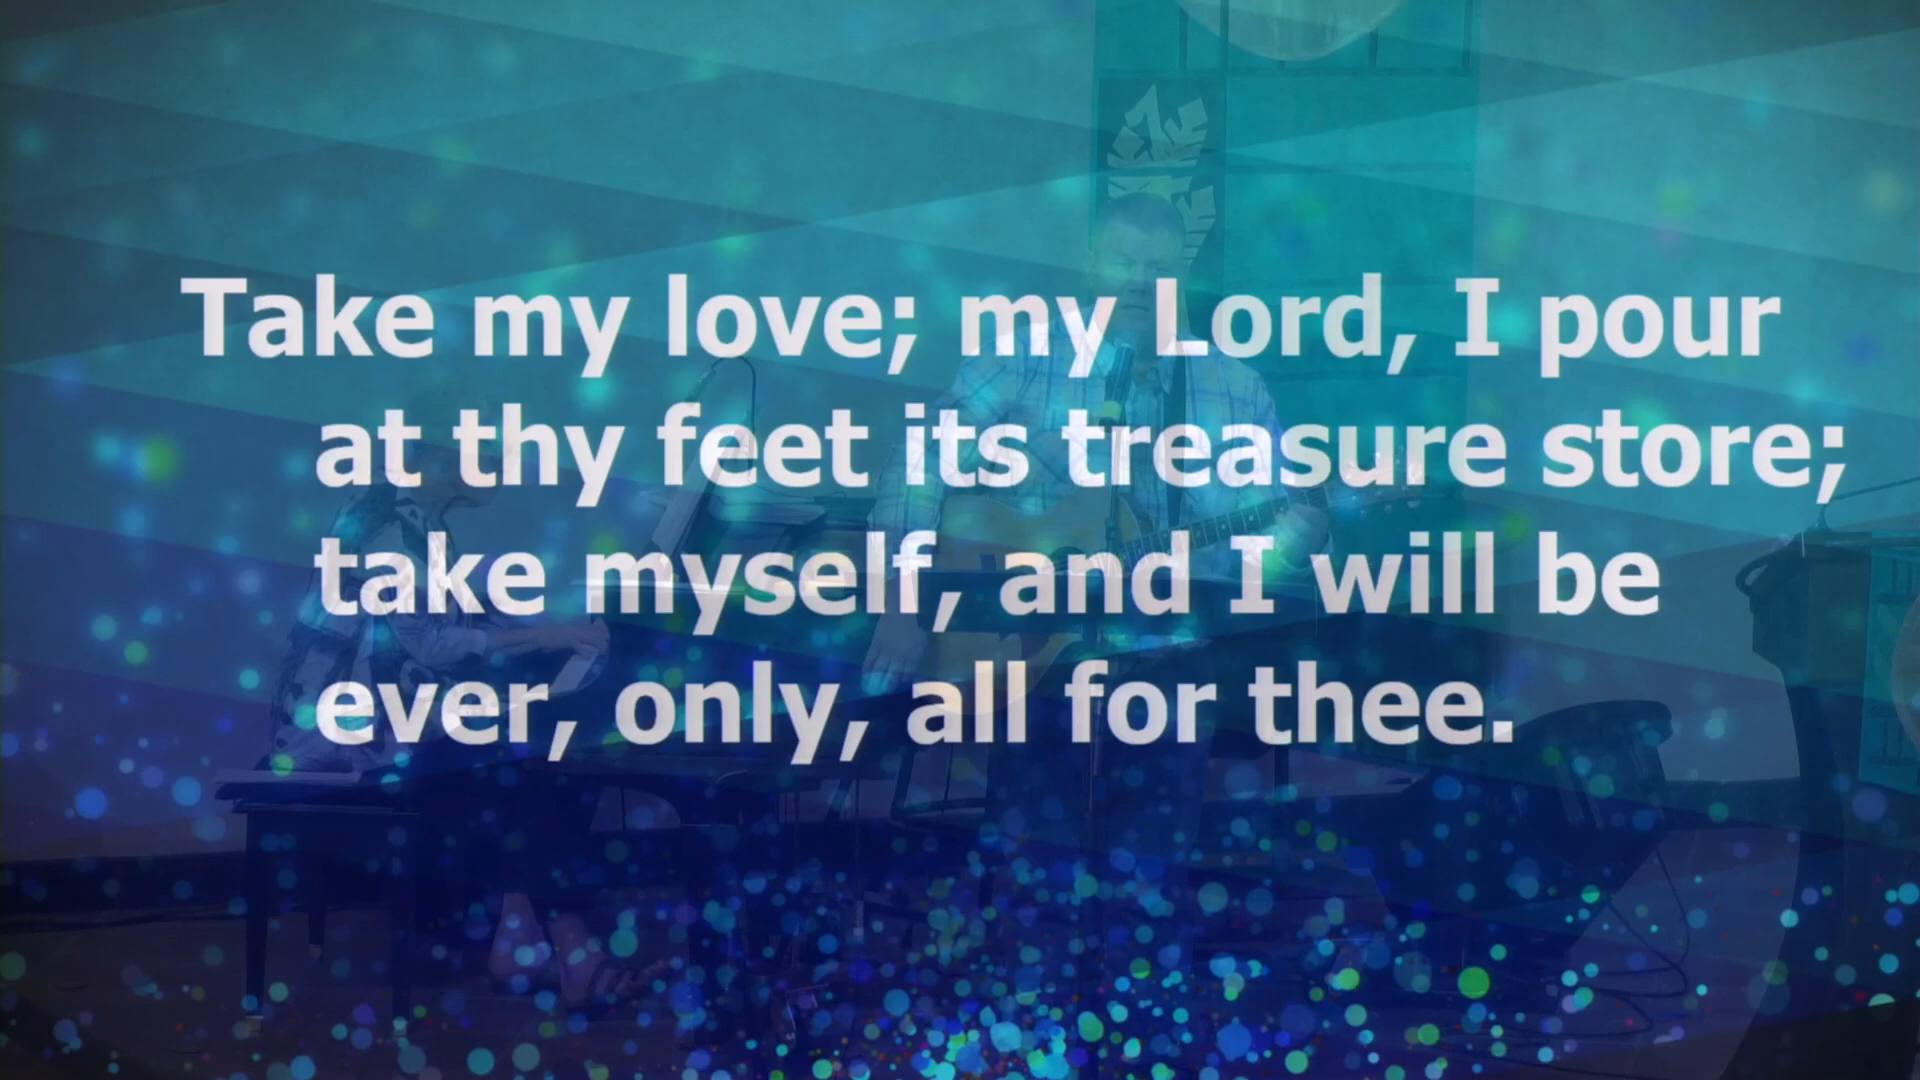 Take my love; my Lord, I pour
at thy feet its treasure store;
take myself, and I will be
ever, only, all for thee.